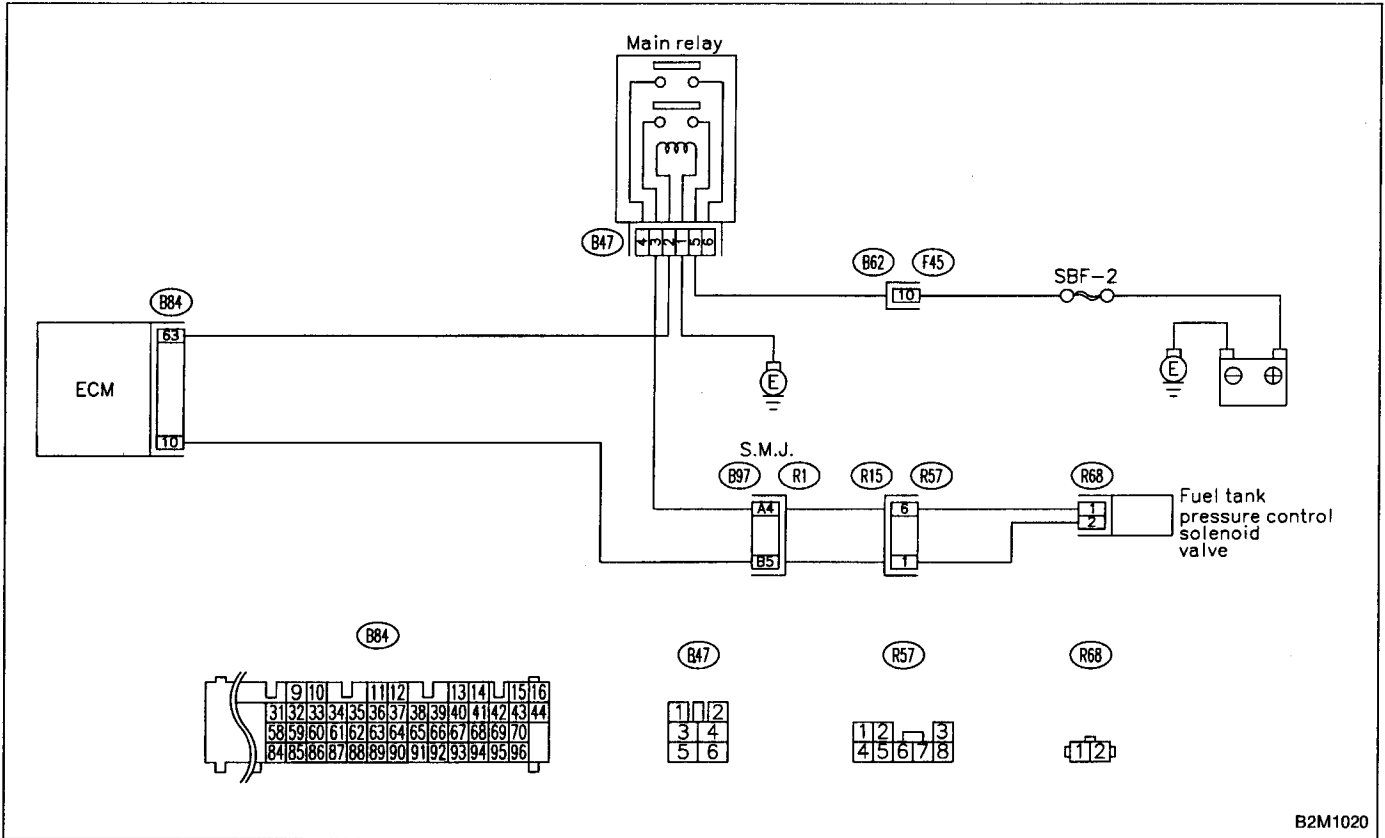 Main relay
B47
4 3 2 1 5 6
B62 F45
10
SBF-2
B84
63
ECM
10
E
E
⊖ ⊕
S.M.J.
B97 R1 R15 R57 R68
A4 6 1
B5 1 2
Fuel tank
pressure control
solenoid
valve
B84
9 10 11 12 13 14 15 16
31 32 33 34 35 36 37 38 39 40 41 42 43 44
58 59 60 61 62 63 64 65 66 67 68 69 70
84 85 86 87 88 89 90 91 92 93 94 95 96
B47
1 2
3 4
5 6
R57
1 2 3
4 5 6 7 8
R68
1 2
B2M1020